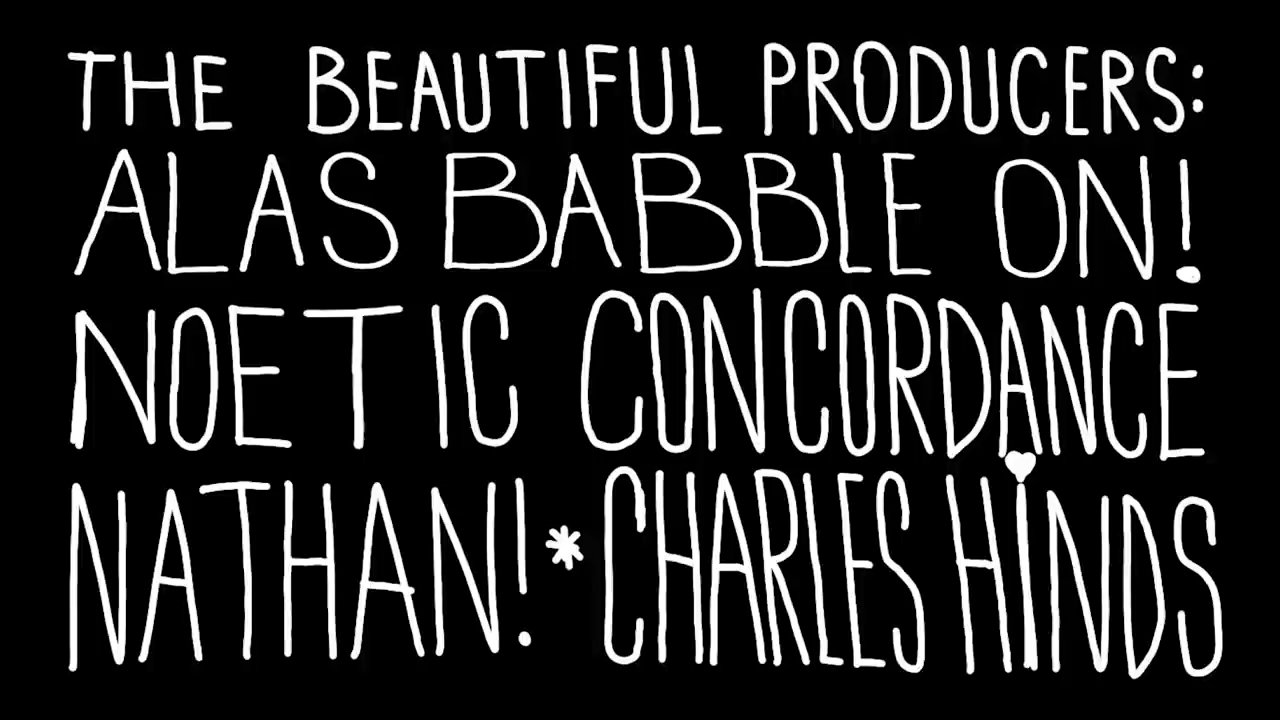 THE BEAUTIFUL PRODUCERS:
ALAS BABBLE ON!
NOETIC CONCORDANCE
NATHAN!* CHARLES HiNDS